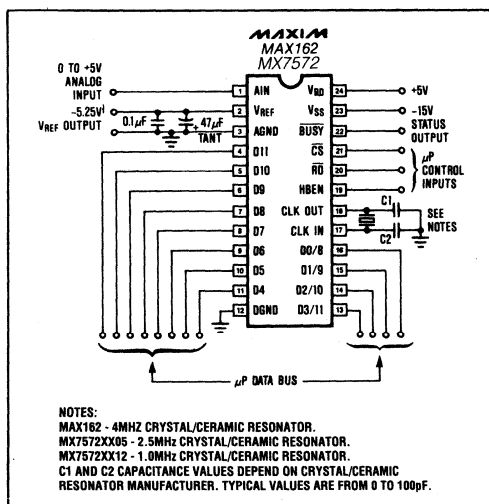 MAXIM
MAX162
MX7572
0 TO +5V
ANALOG
INPUT
-5.25V
VREF OUTPUT
0.1µF
47µF
+
TANT
1 AIN
2 VREF
3 AGND
4 D11
5 D10
6 D9
7 D8
8 D7
9 D6
10 D5
11 D4
12 DGND
VDD 24 +5V
VSS 23 -15V
BUSY 22 STATUS
OUTPUT
CS 21
RD 20
HBEN 19
µP
CONTROL
INPUTS
CLK OUT 18
CLK IN 17
C1
C2
SEE
NOTES
D0/8 16
D1/9 15
D2/10 14
D3/11 13
µP DATA BUS
NOTES:
MAX162 - 4MHZ CRYSTAL/CERAMIC RESONATOR.
MX7572XX05 - 2.5MHz CRYSTAL/CERAMIC RESONATOR.
MX7572XX12 - 1.0MHz CRYSTAL/CERAMIC RESONATOR.
C1 AND C2 CAPACITANCE VALUES DEPEND ON CRYSTAL/CERAMIC
RESONATOR MANUFACTURER. TYPICAL VALUES ARE FROM 0 TO 100pF.